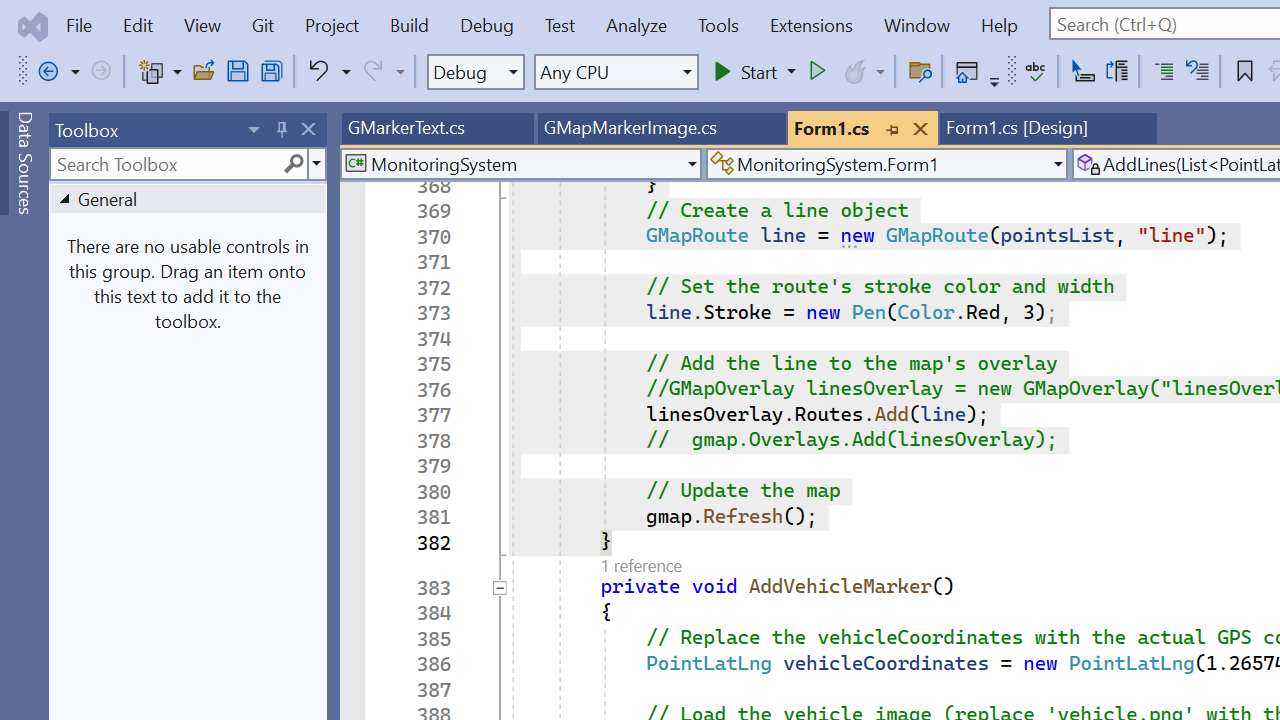 File Edit View Git Project Build Debug Test Analyze Tools Extensions Window Help Search (Ctrl+Q)
Debug Any CPU Start abc
Data Sources
Toolbox
Search Toolbox
General
There are no usable controls in
this group. Drag an item onto
this text to add it to the
toolbox.
GMarkerText.cs GMapMarkerImage.cs Form1.cs Form1.cs [Design]
C# MonitoringSystem MonitoringSystem.Form1 AddLines(List<PointLat
368 }
369 // Create a line object
370 GMapRoute line = new GMapRoute(pointsList, "line");
371
372 // Set the route's stroke color and width
373 line.Stroke = new Pen(Color.Red, 3);
374
375 // Add the line to the map's overlay
376 //GMapOverlay linesOverlay = new GMapOverlay("linesOverl
377 linesOverlay.Routes.Add(line);
378 //  gmap.Overlays.Add(linesOverlay);
379
380 // Update the map
381 gmap.Refresh();
382 }
1 reference
383 private void AddVehicleMarker()
384 {
385 // Replace the vehicleCoordinates with the actual GPS co
386 PointLatLng vehicleCoordinates = new PointLatLng(1.26574
387
388 // Load the vehicle image (replace 'vehicle.png' with th